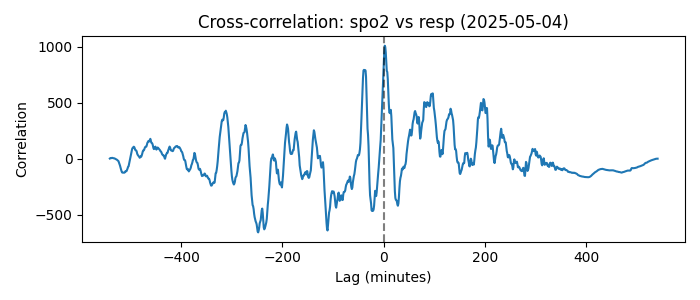 Cross-correlation: spo2 vs resp (2025-05-04)
1000
500
0
−500
Correlation
−400 −200 0 200 400
Lag (minutes)